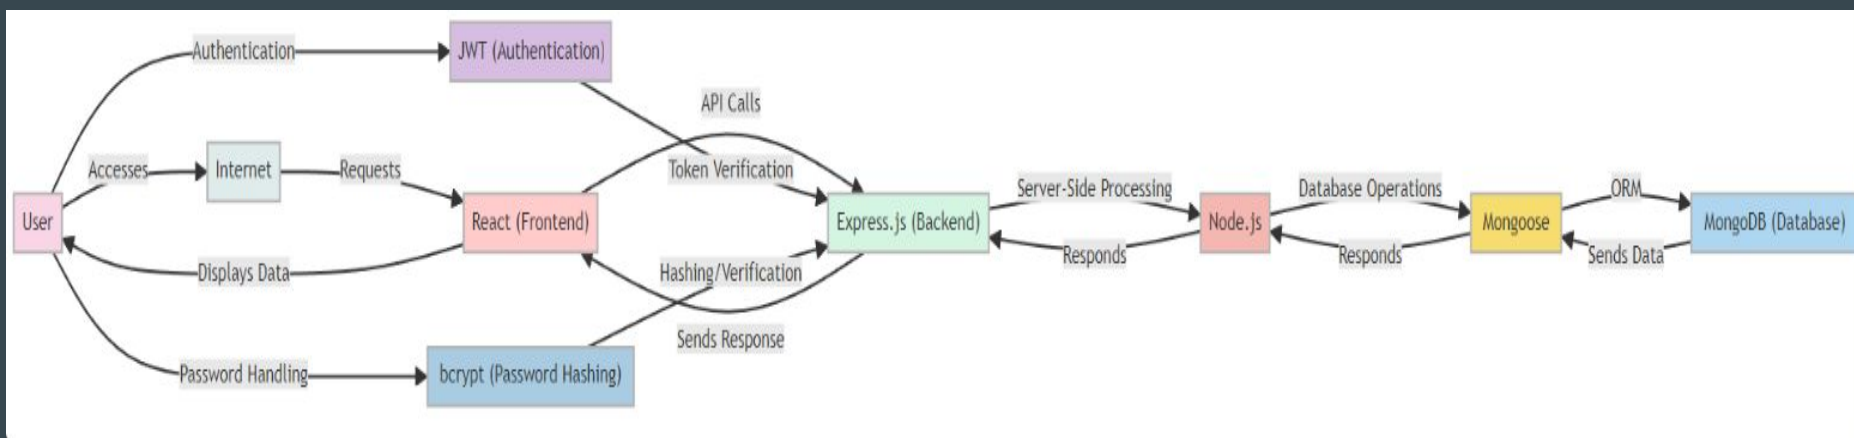 Authentication
JWT (Authentication)
API Calls
Accesses
Internet
Requests
Token Verification
Server-Side Processing
Database Operations
ORM
User
React (Frontend)
Express.js (Backend)
Node.js
Mongoose
MongoDB (Database)
Displays Data
Hashing/Verification
Responds
Responds
Sends Data
Sends Response
Password Handling
bcrypt (Password Hashing)